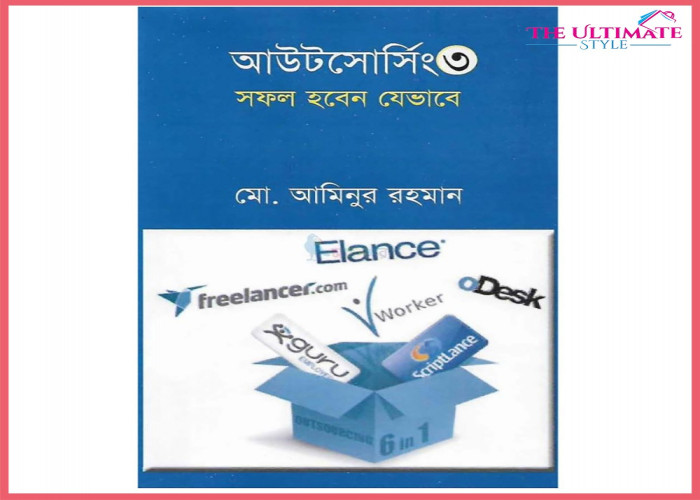 THE ULTIMATE
STYLE
আউটসোর্সিং ৩
সফল হবেন যেভাবে
মো. আমিনুর রহমান
Elance
freelancer.com
Worker
oDesk
guru
EMPLOYER
ScriptLance
OUTSOURCING
6 in 1